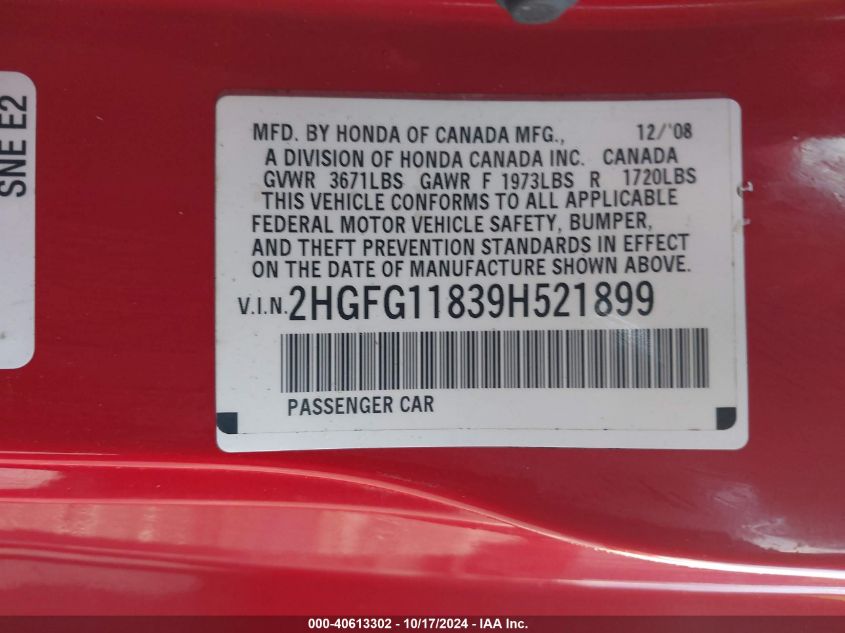 SNE E2
MFD. BY HONDA OF CANADA MFG., 12/'08
A DIVISION OF HONDA CANADA INC. CANADA
GVWR 3671LBS GAWR F 1973LBS R 1720LBS
THIS VEHICLE CONFORMS TO ALL APPLICABLE
FEDERAL MOTOR VEHICLE SAFETY, BUMPER,
AND THEFT PREVENTION STANDARDS IN EFFECT
ON THE DATE OF MANUFACTURE SHOWN ABOVE.
V.I.N. 2HGFG11839H521899
PASSENGER CAR
000-40613302 - 10/17/2024 - IAA Inc.